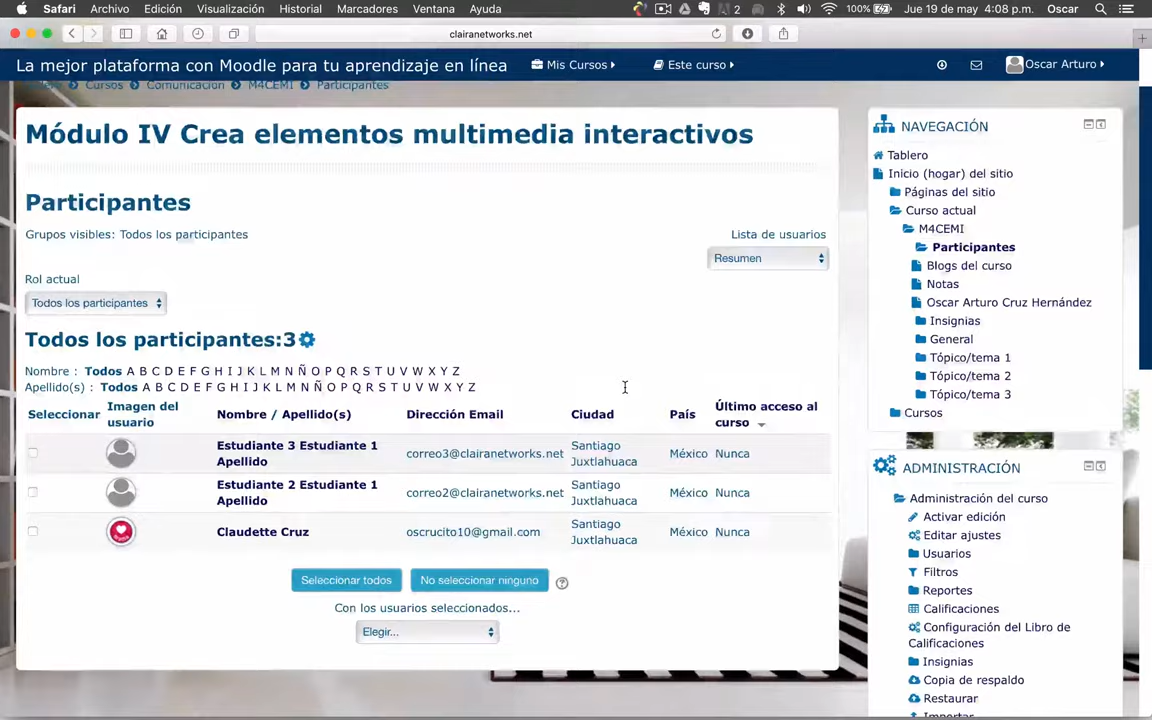 Safari Archivo Edición Visualización Historial Marcadores Ventana Ayuda 2 100% Jue 19 de may 4:08 p.m. Oscar
clairanetworks.net
La mejor plataforma con Moodle para tu aprendizaje en línea Mis Cursos Este curso Oscar Arturo
Cursos Comunicación M4CEMI Participantes
Módulo IV Crea elementos multimedia interactivos
Participantes
Grupos visibles: Todos los participantes
Lista de usuarios
Resumen
Rol actual
Todos los participantes
Todos los participantes:3
Nombre : Todos A B C D E F G H I J K L M N Ñ O P Q R S T U V W X Y Z
Apellido(s) : Todos A B C D E F G H I J K L M N Ñ O P Q R S T U V W X Y Z
Seleccionar Imagen del usuario Nombre / Apellido(s) Dirección Email Ciudad País Último acceso al curso
Estudiante 3 Estudiante 1 Apellido correo3@clairanetworks.net Santiago Juxtlahuaca México Nunca
Estudiante 2 Estudiante 1 Apellido correo2@clairanetworks.net Santiago Juxtlahuaca México Nunca
Claudette Cruz oscrucito10@gmail.com Santiago Juxtlahuaca México Nunca
Seleccionar todos No seleccionar ninguno ?
Con los usuarios seleccionados...
Elegir...
NAVEGACIÓN
Tablero
Inicio (hogar) del sitio
Páginas del sitio
Curso actual
M4CEMI
Participantes
Blogs del curso
Notas
Oscar Arturo Cruz Hernández
Insignias
General
Tópico/tema 1
Tópico/tema 2
Tópico/tema 3
Cursos
ADMINISTRACIÓN
Administración del curso
Activar edición
Editar ajustes
Usuarios
Filtros
Reportes
Calificaciones
Configuración del Libro de
Calificaciones
Insignias
Copia de respaldo
Restaurar
Importar